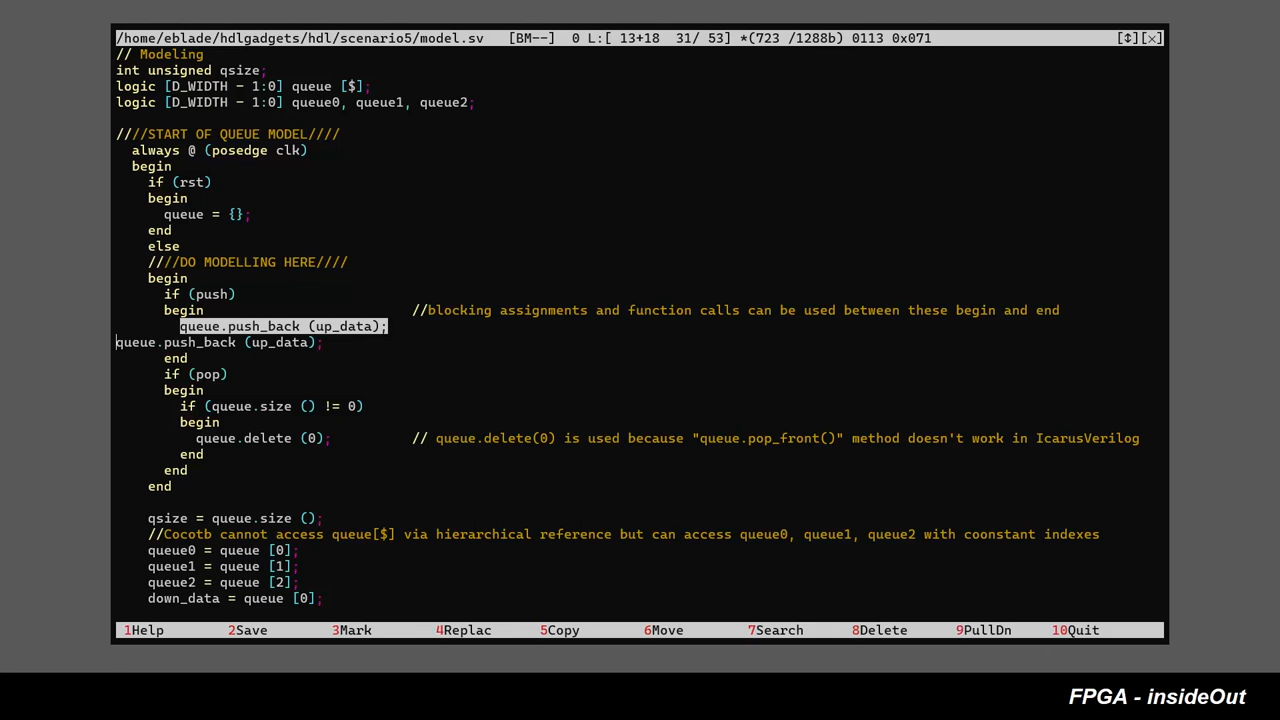 /home/eblade/hdlgadgets/hdl/scenario5/model.sv   [BM--]  0 L:[ 13+18  31/ 53] *(723 /1288b) 0113 0x071                       [↕][×]
// Modeling
int unsigned qsize;
logic [D_WIDTH - 1:0] queue [$];
logic [D_WIDTH - 1:0] queue0, queue1, queue2;
////START OF QUEUE MODEL////
  always @ (posedge clk)
  begin
    if (rst)
    begin
      queue = {};
    end
    else
    ////DO MODELLING HERE////
    begin
      if (push)
      begin                          //blocking assignments and function calls can be used between these begin and end
        queue.push_back (up_data);
queue.push_back (up_data);
      end
      if (pop)
      begin
        if (queue.size () != 0)
        begin
          queue.delete (0);          // queue.delete(0) is used because "queue.pop_front()" method doesn't work in IcarusVerilog
        end
      end
    end
    qsize = queue.size ();
    //Cocotb cannot access queue[$] via hierarchical reference but can access queue0, queue1, queue2 with coonstant indexes
    queue0 = queue [0];
    queue1 = queue [1];
    queue2 = queue [2];
    down_data = queue [0];
1Help 2Save 3Mark 4Replac 5Copy 6Move 7Search 8Delete 9PullDn 10Quit
FPGA - insideOut